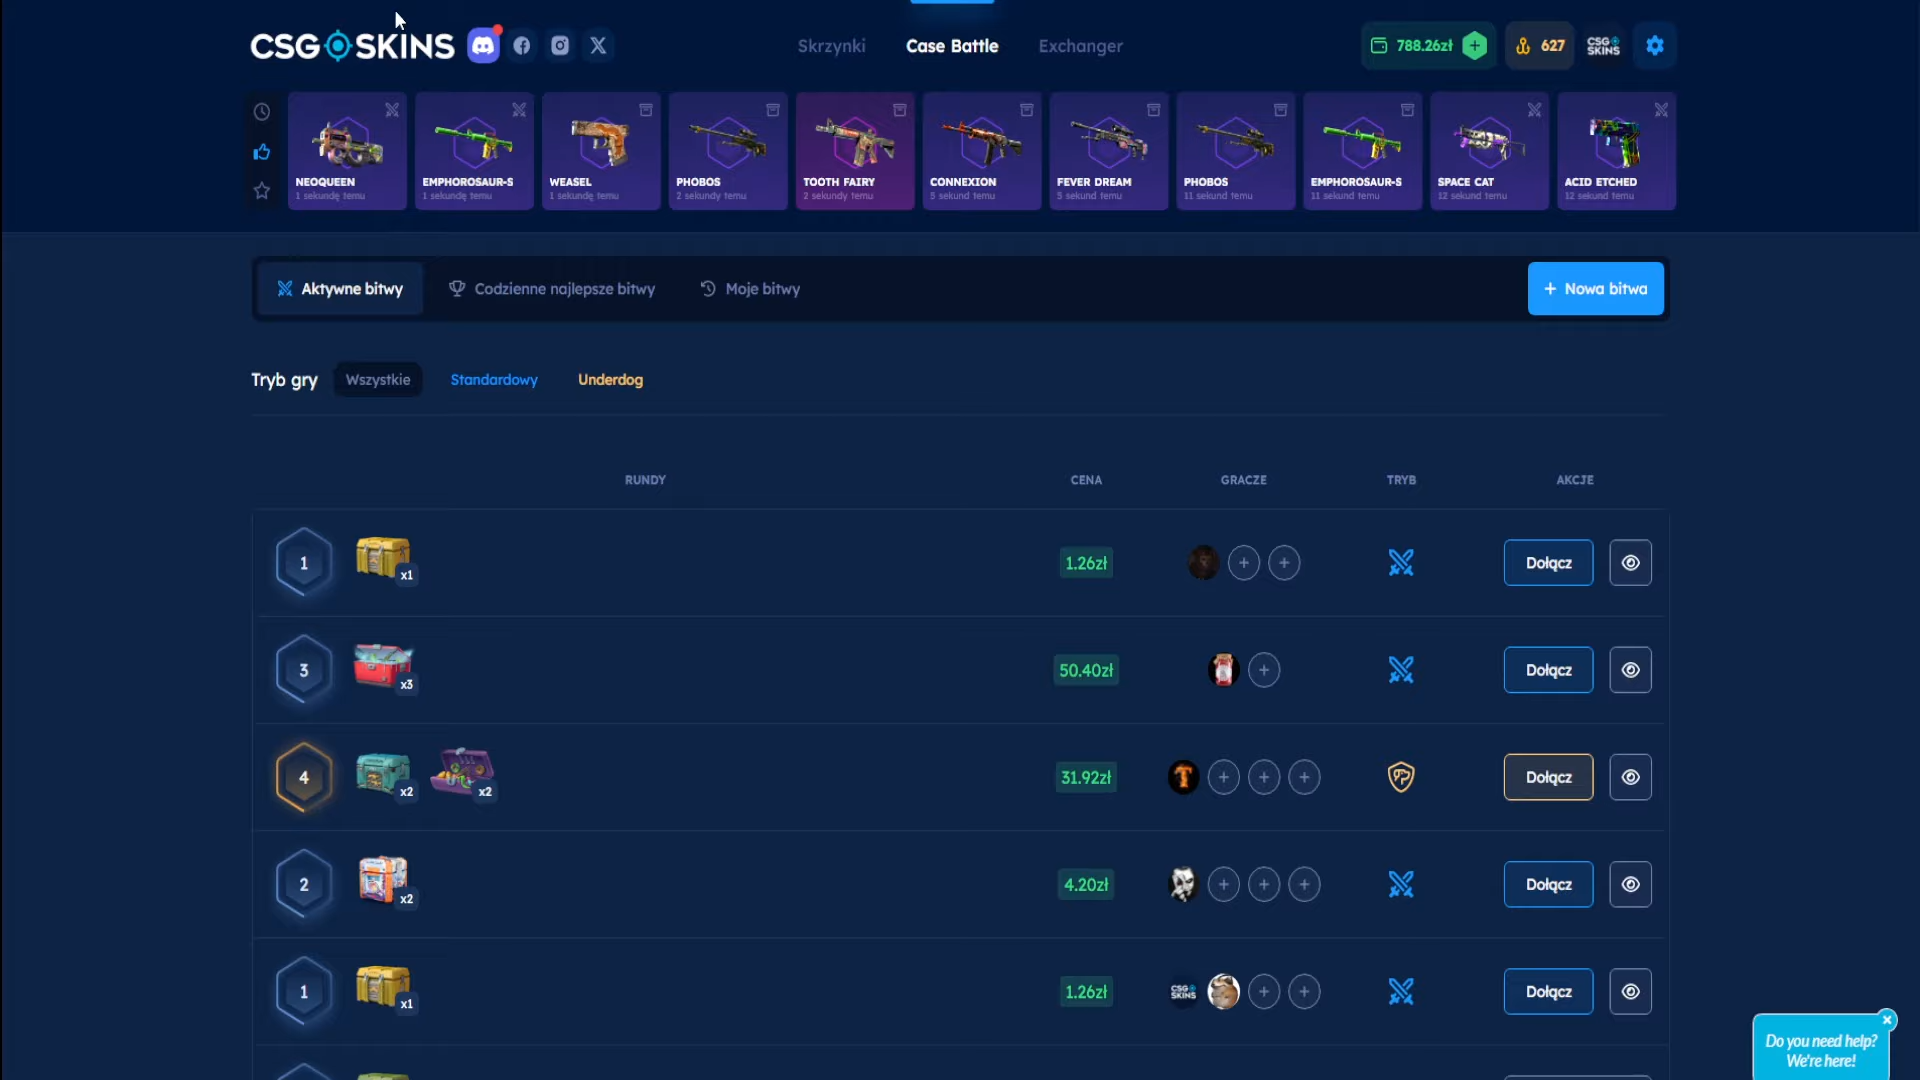 CSG SKINS
Skrzynki
Case Battle
Exchanger
788.26zł
627
CSG SKINS
NEOQUEEN
1 sekundę temu
EMPHOROSAUR-S
1 sekundę temu
WEASEL
1 sekundę temu
PHOBOS
2 sekundy temu
TOOTH FAIRY
2 sekundy temu
CONNEXION
5 sekund temu
FEVER DREAM
5 sekund temu
PHOBOS
11 sekund temu
EMPHOROSAUR-S
11 sekund temu
SPACE CAT
12 sekund temu
ACID ETCHED
12 sekund temu
Aktywne bitwy
Codzienne najlepsze bitwy
Moje bitwy
+ Nowa bitwa
Tryb gry
Wszystkie
Standardowy
Underdog
RUNDY
CENA
GRACZE
TRYB
AKCJE
1
x1
1.26zł
Dołącz
3
x3
50.40zł
Dołącz
4
x2
x2
31.92zł
T
Dołącz
2
x2
4.20zł
Dołącz
1
x1
1.26zł
CSG SKINS
Dołącz
Do you need help?
We're here!